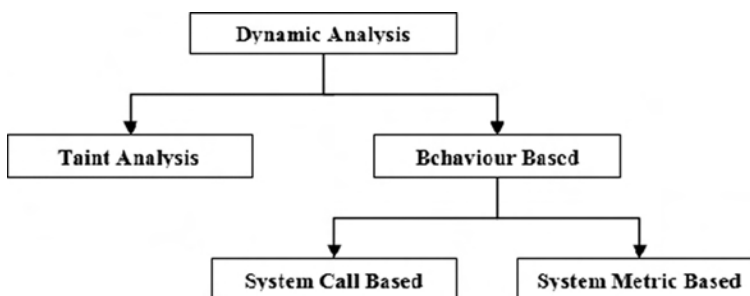 Dynamic Analysis
Taint Analysis
Behaviour Based
System Call Based
System Metric Based